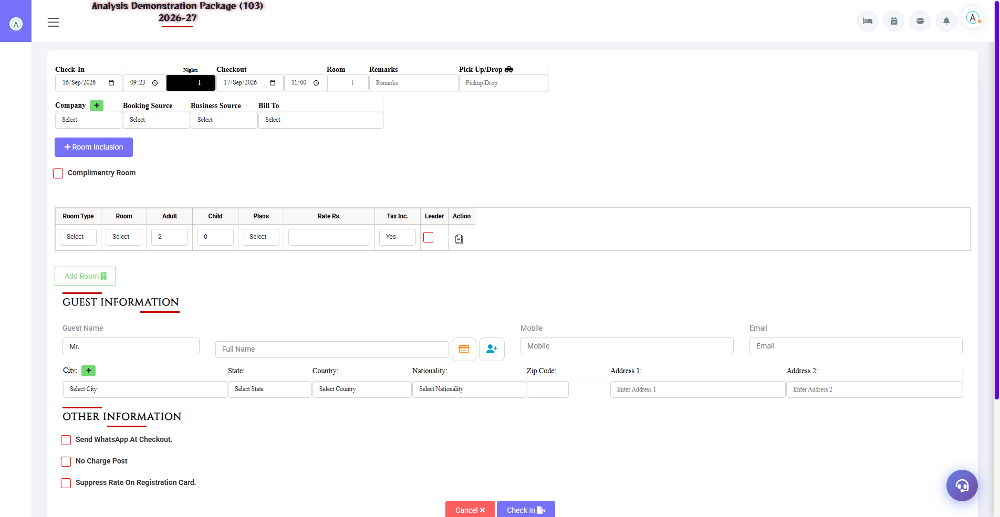 A
Analysis Demonstration Package (103)
2026-27
A
Check-In Nights Checkout Room Remarks Pick Up/Drop
16/Sep/2026 09:23 1 17/Sep/2026 11:00 1 Remarks Pickup/Drop
Company + Booking Source Business Source Bill To
Select Select Select Select
Room Inclusion
Complimentry Room
Room Type Room Adult Child Plans Rate Rs. Tax Inc. Leader Action
Select Select 2 0 Select Yes
Add Room
GUEST INFORMATION
Guest Name Mobile Email
Mr. Full Name Mobile Email
City: + State: Country: Nationality: Zip Code: Address 1: Address 2:
Select City Select State Select Country Select Nationality Enter Address 1 Enter Address 2
OTHER INFORMATION
Send WhatsApp At Checkout.
No Charge Post
Suppress Rate On Registration Card.
Cancel Check In